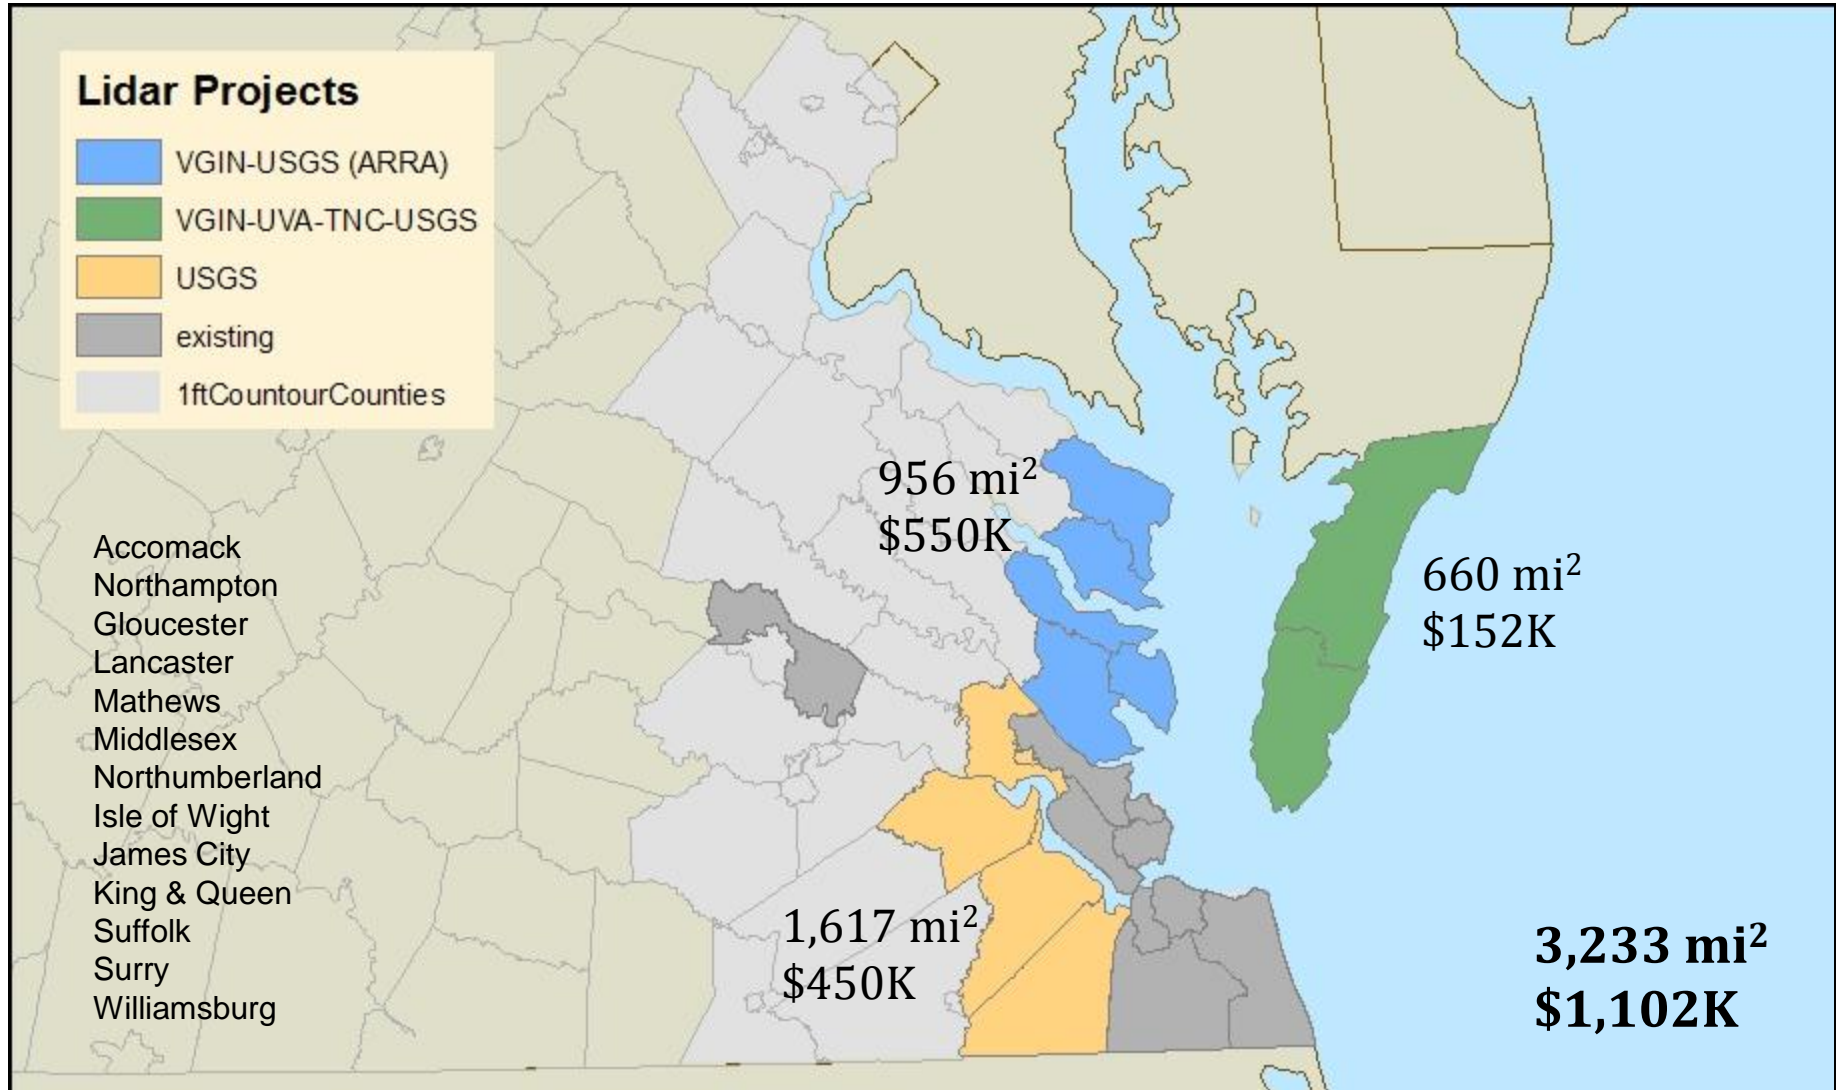 Lidar Projects
VGIN-USGS (ARRA)
VGIN-UVA-TNC-USGS
USGS
existing
1ftCountourCounties
956 mi²
$550K
660 mi²
$152K
Accomack
Northampton
Gloucester
Lancaster
Mathews
Middlesex
Northumberland
Isle of Wight
James City
King & Queen
Suffolk
Surry
Williamsburg
1,617 mi²
$450K
3,233 mi²
$1,102K